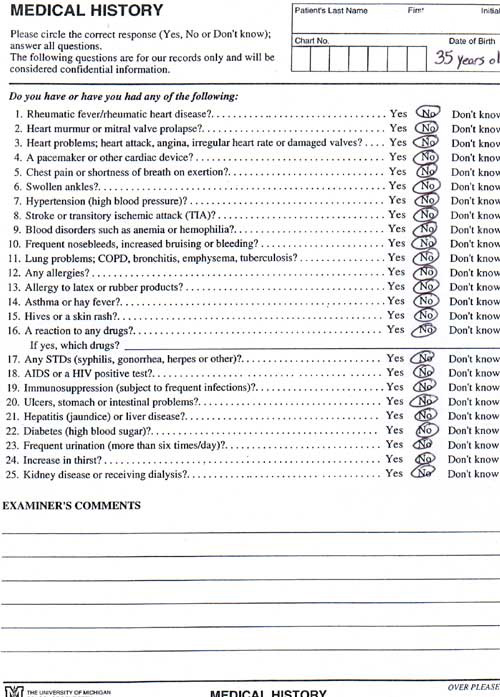 MEDICAL HISTORY
Patient's Last Name First Initial
Please circle the correct response (Yes, No or Don't know);
answer all questions.
The following questions are for our records only and will be
considered confidential information.
Chart No. Date of Birth
35 years ol
Do you have or have you had any of the following:
1. Rheumatic fever/rheumatic heart disease? Yes No Don't know
2. Heart murmur or mitral valve prolapse? Yes No Don't know
3. Heart problems; heart attack, angina, irregular heart rate or damaged valves? Yes No Don't know
4. A pacemaker or other cardiac device? Yes No Don't know
5. Chest pain or shortness of breath on exertion? Yes No Don't know
6. Swollen ankles? Yes No Don't know
7. Hypertension (high blood pressure)? Yes No Don't know
8. Stroke or transitory ischemic attack (TIA)? Yes No Don't know
9. Blood disorders such as anemia or hemophilia? Yes No Don't know
10. Frequent nosebleeds, increased bruising or bleeding? Yes No Don't know
11. Lung problems; COPD, bronchitis, emphysema, tuberculosis? Yes No Don't know
12. Any allergies? Yes No Don't know
13. Allergy to latex or rubber products? Yes No Don't know
14. Asthma or hay fever? Yes No Don't know
15. Hives or a skin rash? Yes No Don't know
16. A reaction to any drugs? Yes No Don't know
If yes, which drugs?
17. Any STDs (syphilis, gonorrhea, herpes or other)? Yes No Don't know
18. AIDS or a HIV positive test? Yes No Don't know
19. Immunosuppression (subject to frequent infections)? Yes No Don't know
20. Ulcers, stomach or intestinal problems? Yes No Don't know
21. Hepatitis (jaundice) or liver disease? Yes No Don't know
22. Diabetes (high blood sugar)? Yes No Don't know
23. Frequent urination (more than six times/day)? Yes No Don't know
24. Increase in thirst? Yes No Don't know
25. Kidney disease or receiving dialysis? Yes No Don't know
EXAMINER'S COMMENTS
OVER PLEASE
THE UNIVERSITY OF MICHIGAN
MEDICAL HISTORY